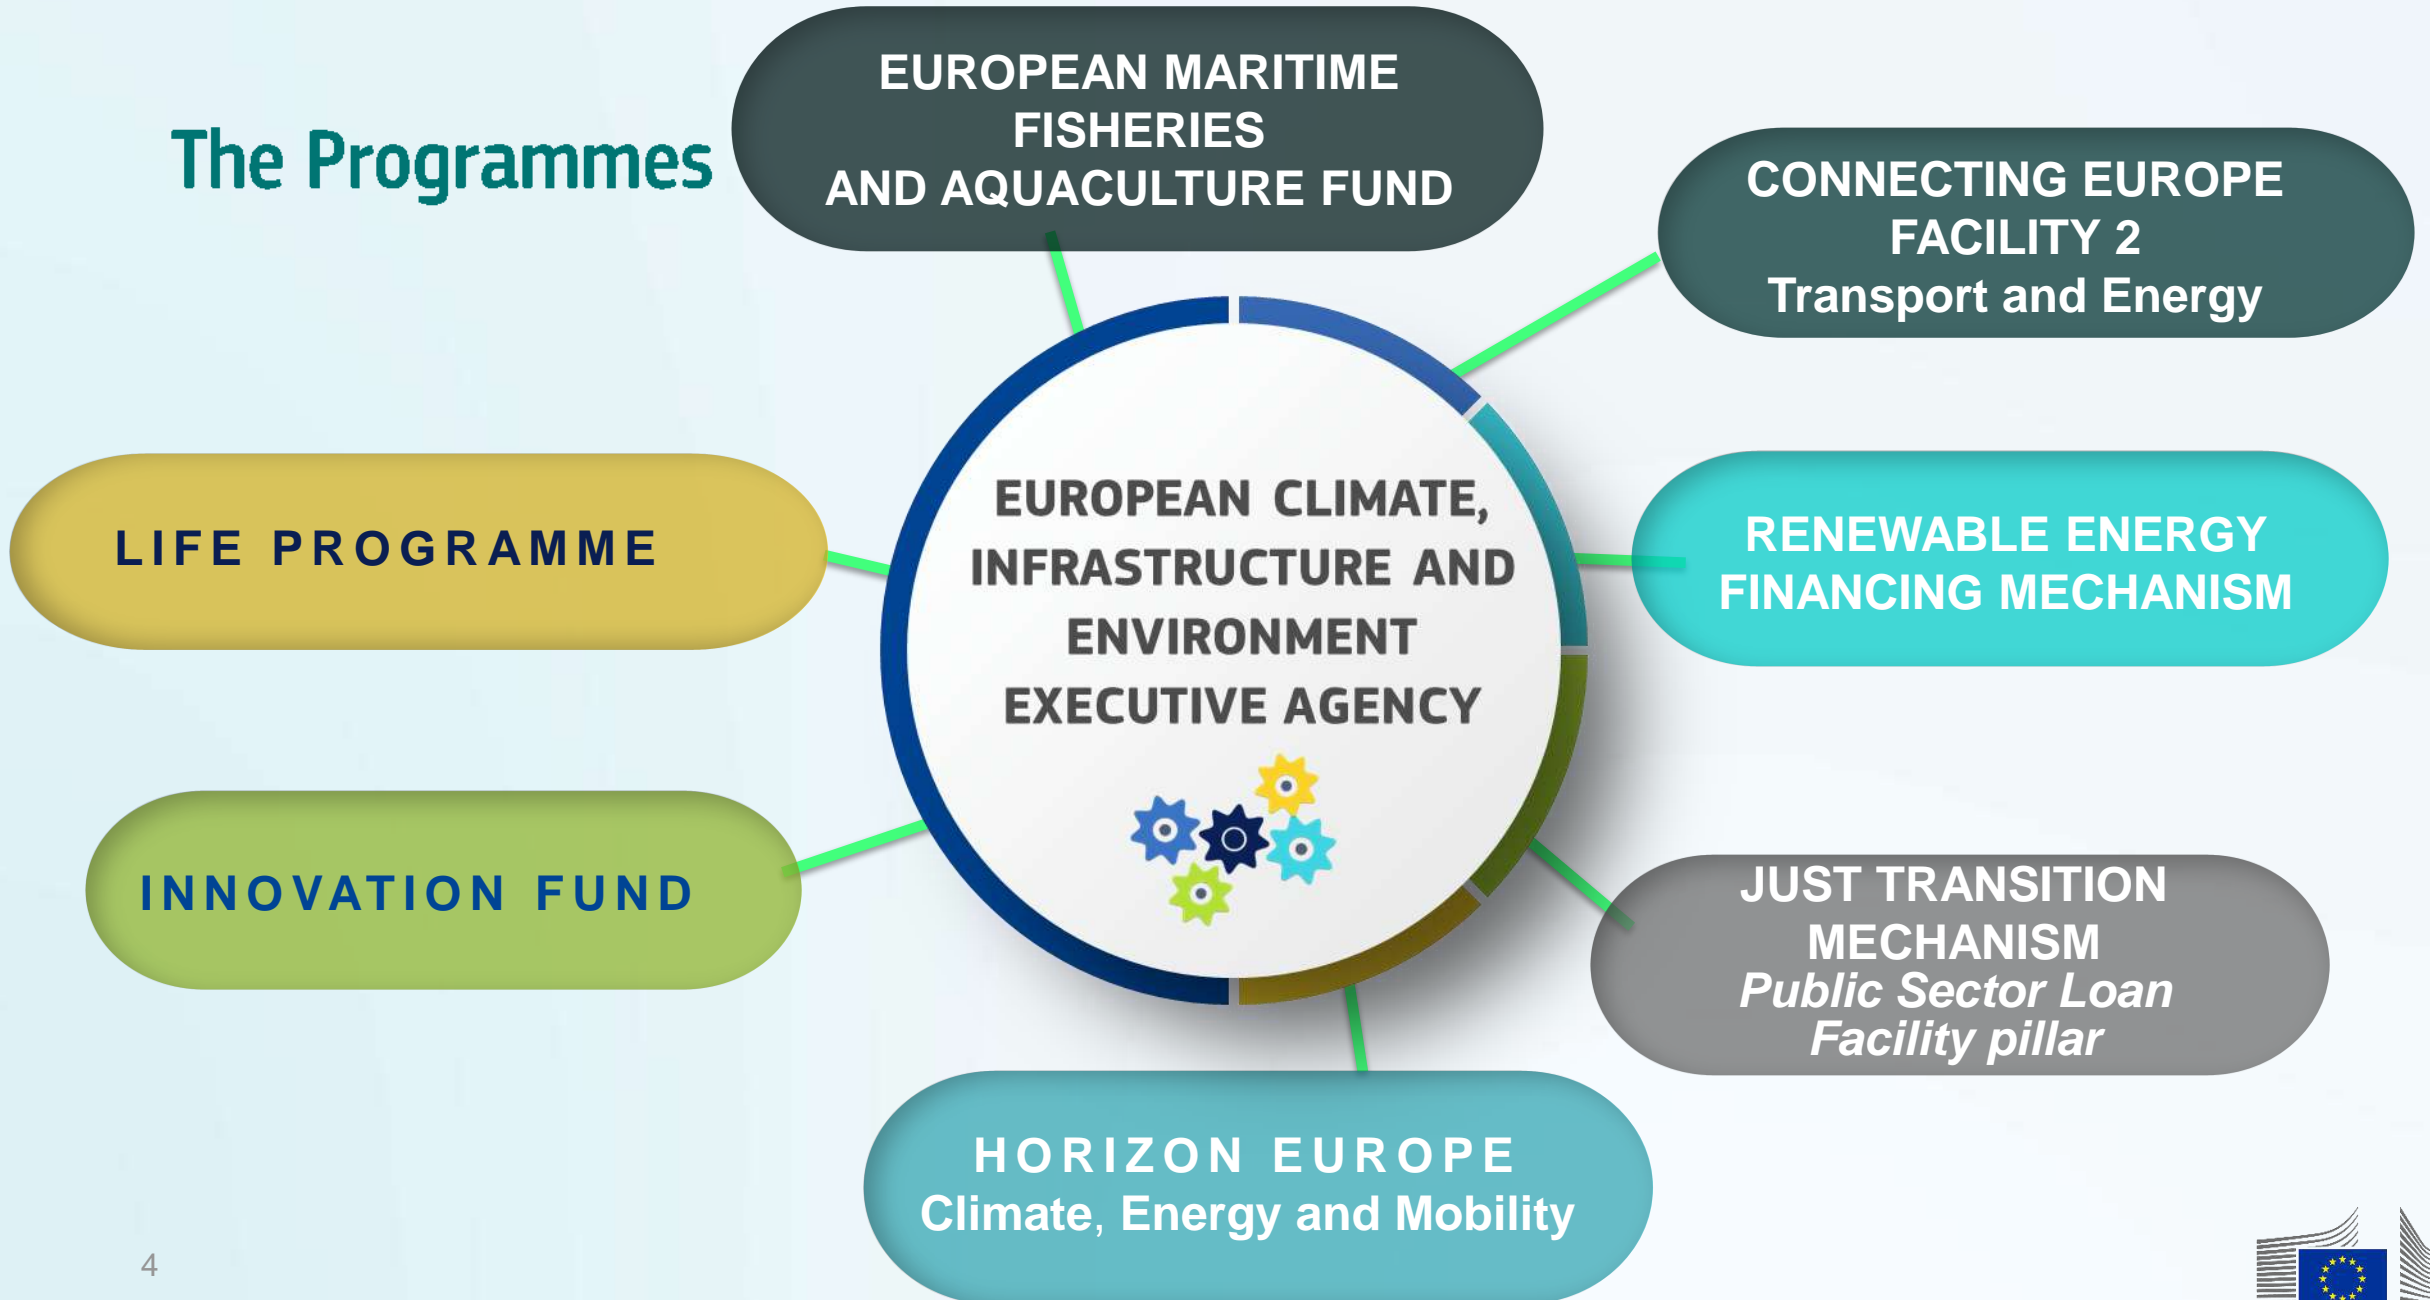 The Programmes
EUROPEAN MARITIME
FISHERIES
AND AQUACULTURE FUND
CONNECTING EUROPE
FACILITY 2
Transport and Energy
LIFE PROGRAMME
EUROPEAN CLIMATE,
INFRASTRUCTURE AND
ENVIRONMENT
EXECUTIVE AGENCY
RENEWABLE ENERGY
FINANCING MECHANISM
INNOVATION FUND
JUST TRANSITION
MECHANISM
Public Sector Loan
Facility pillar
HORIZON EUROPE
Climate, Energy and Mobility
4